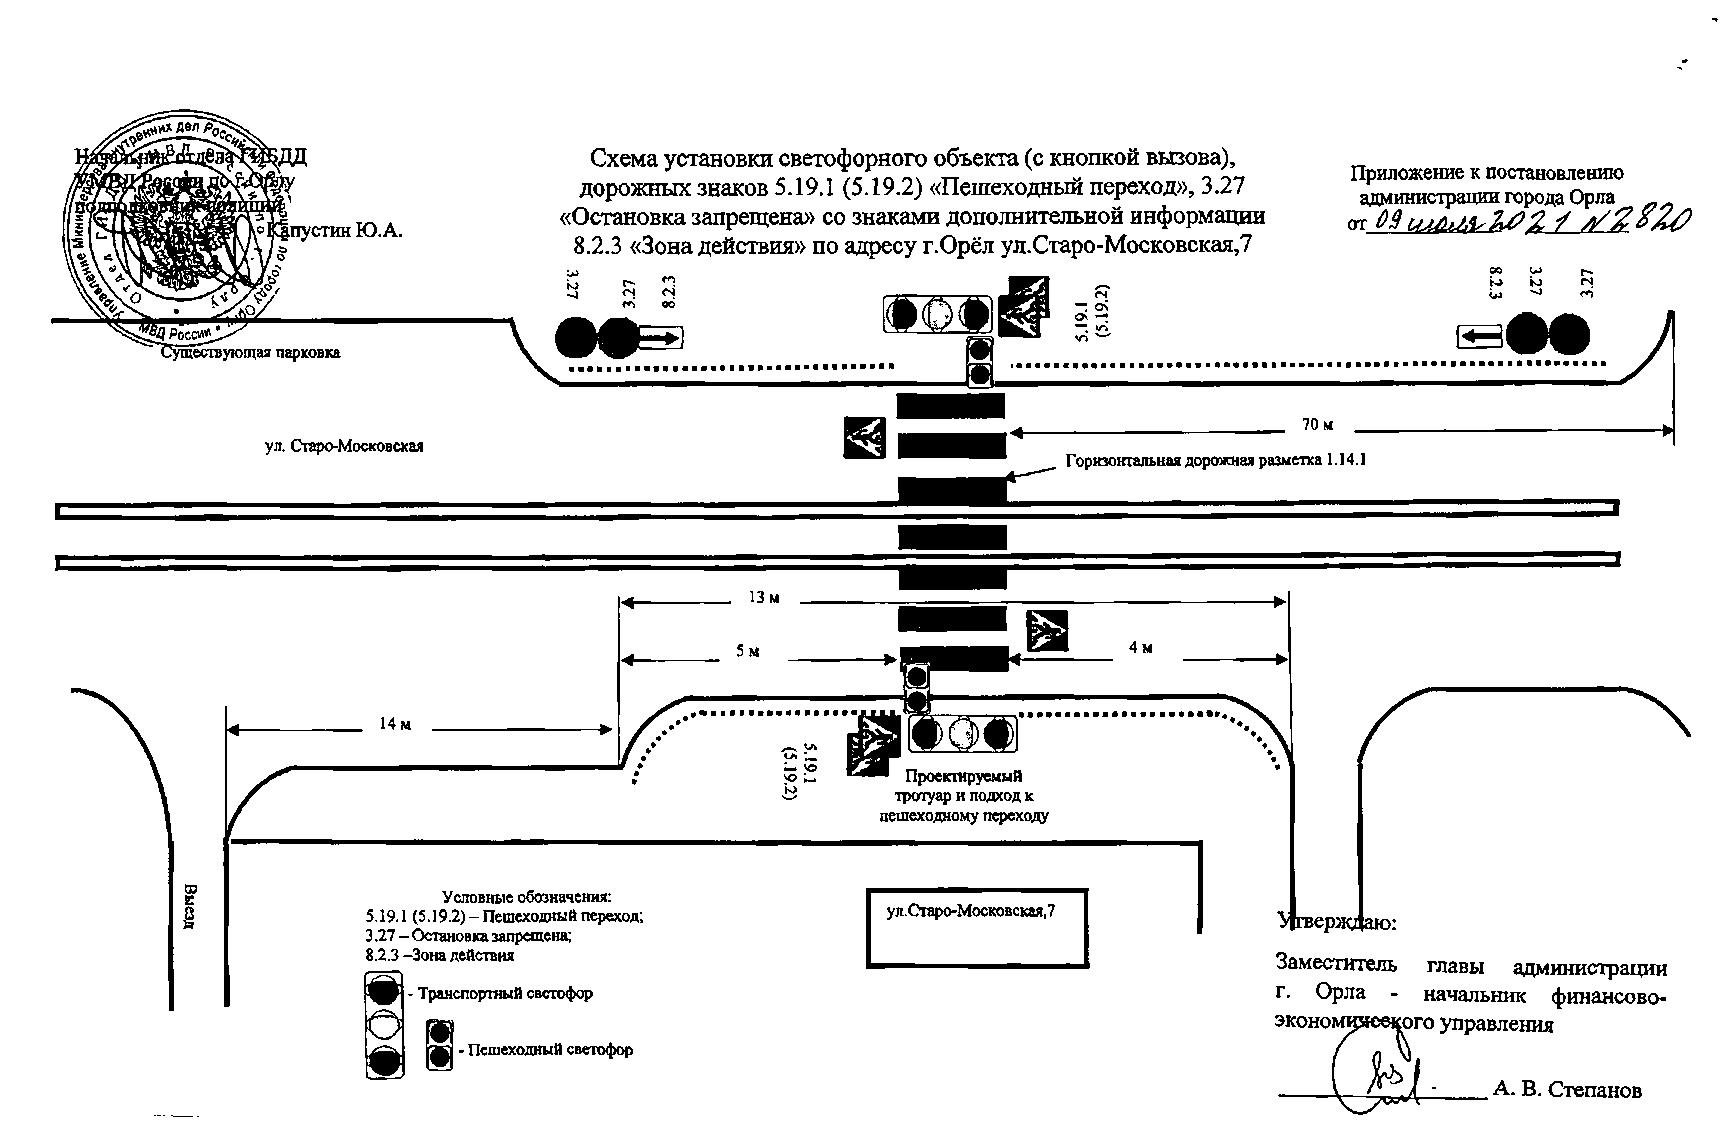 Начальник отдела ГИБДД
УМВД России по г.Орлу
подполковник полиции
Капустин Ю.А.
Схема установки светофорного объекта (с кнопкой вызова),
дорожных знаков 5.19.1 (5.19.2) «Пешеходный переход», 3.27
«Остановка запрещена» со знаками дополнительной информации
8.2.3 «Зона действия» по адресу г.Орёл ул.Старо-Московская,7
Приложение к постановлению
администрации города Орла
от 09 июля 2021 N 2820
МВД России
3.27
3.27
8.2.3
5.19.1
(5.19.2)
8.2.3
3.27
3.27
Существующая парковка
70 м
ул. Старо-Московская
Горизонтальная дорожная разметка 1.14.1
13 м
5 м
4 м
14 м
5.19.1
(5.19.2)
Проектируемый
тротуар и подход к
пешеходному переходу
Выезд
Условные обозначения:
5.19.1 (5.19.2) – Пешеходный переход;
3.27 – Остановка запрещена;
8.2.3 –Зона действия
- Транспортный светофор
- Пешеходный светофор
ул.Старо-Московская,7
Утверждаю:
Заместитель главы администрации
г. Орла - начальник финансово-
экономического управления
А. В. Степанов